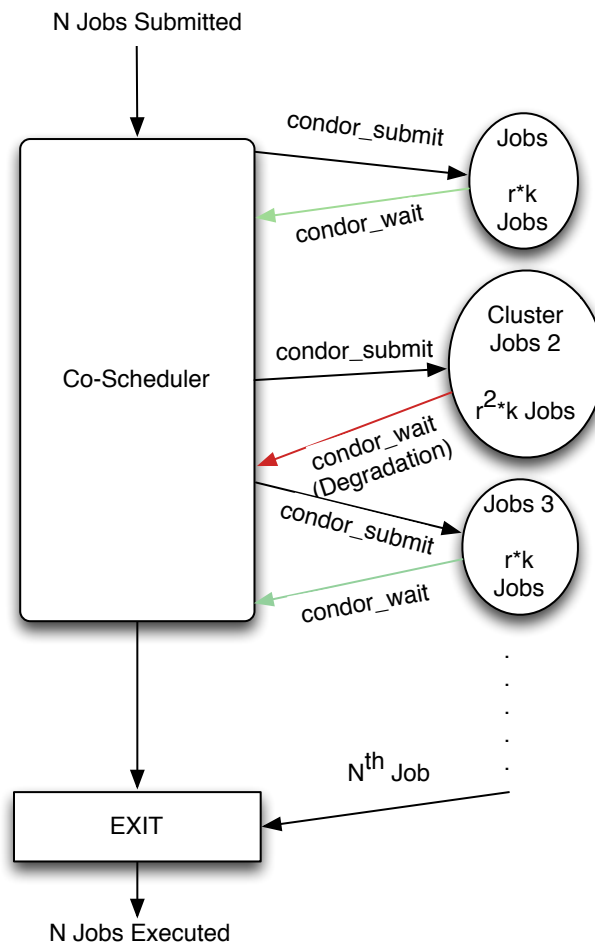 N Jobs Submitted
condor_submit
Jobs
r*k
Jobs
condor_wait
Cluster
Jobs 2
r2*k Jobs
condor_submit
Co-Scheduler
condor_wait
(Degradation)
condor_submit
Jobs 3
r*k
Jobs
condor_wait
Nth Job
EXIT
N Jobs Executed